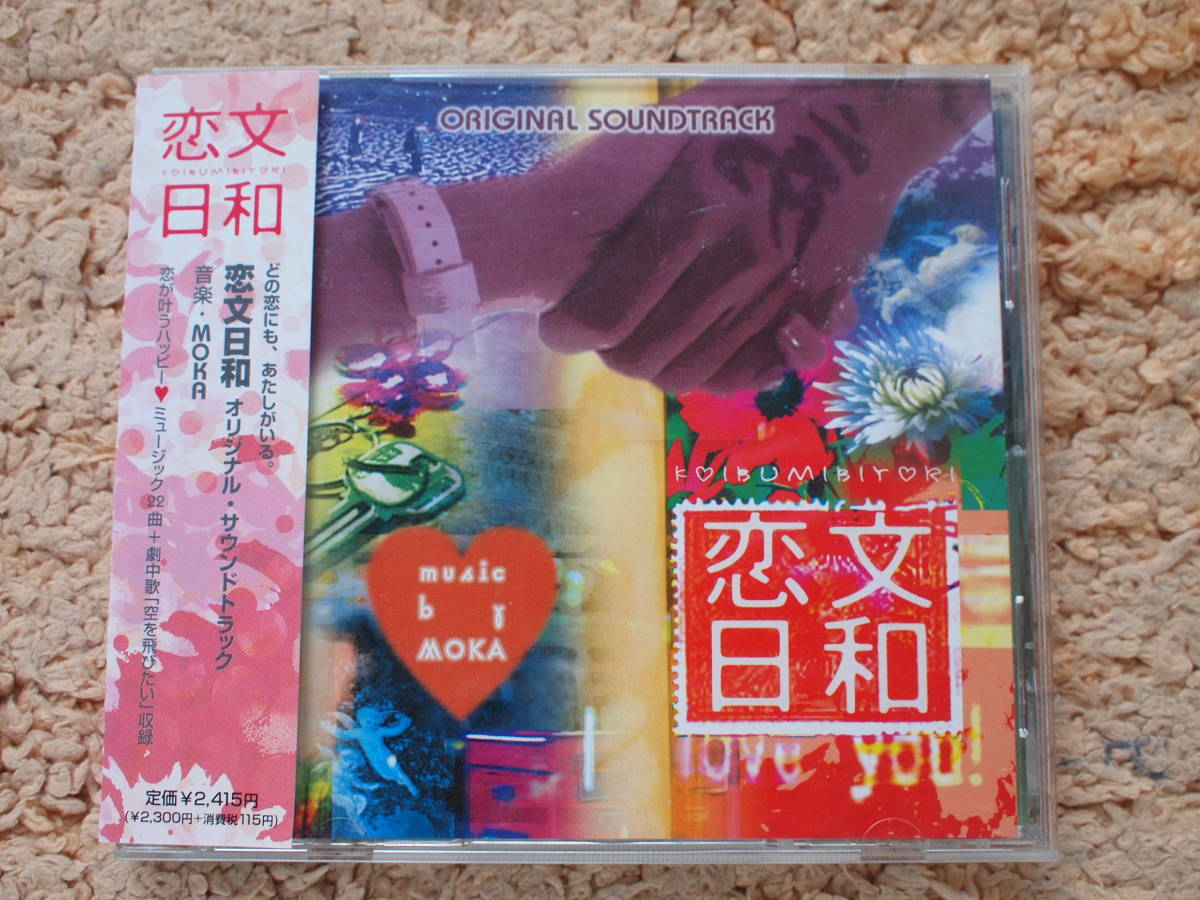 恋文
KOIBUMIBIYORI
日和
どの恋にも、あたしがいる。
恋文日和 オリジナル・サウンドトラック
音楽・MOKA
恋が叶うハッピー♥ミュージック22曲+劇中歌「空を飛びたい」収録
定価¥2,415円
(¥2,300円+消費税115円)
ORIGINAL SOUNDTRACK
KOIBUMIBIYORI
恋文
日和
music
by
MOKA
love you!